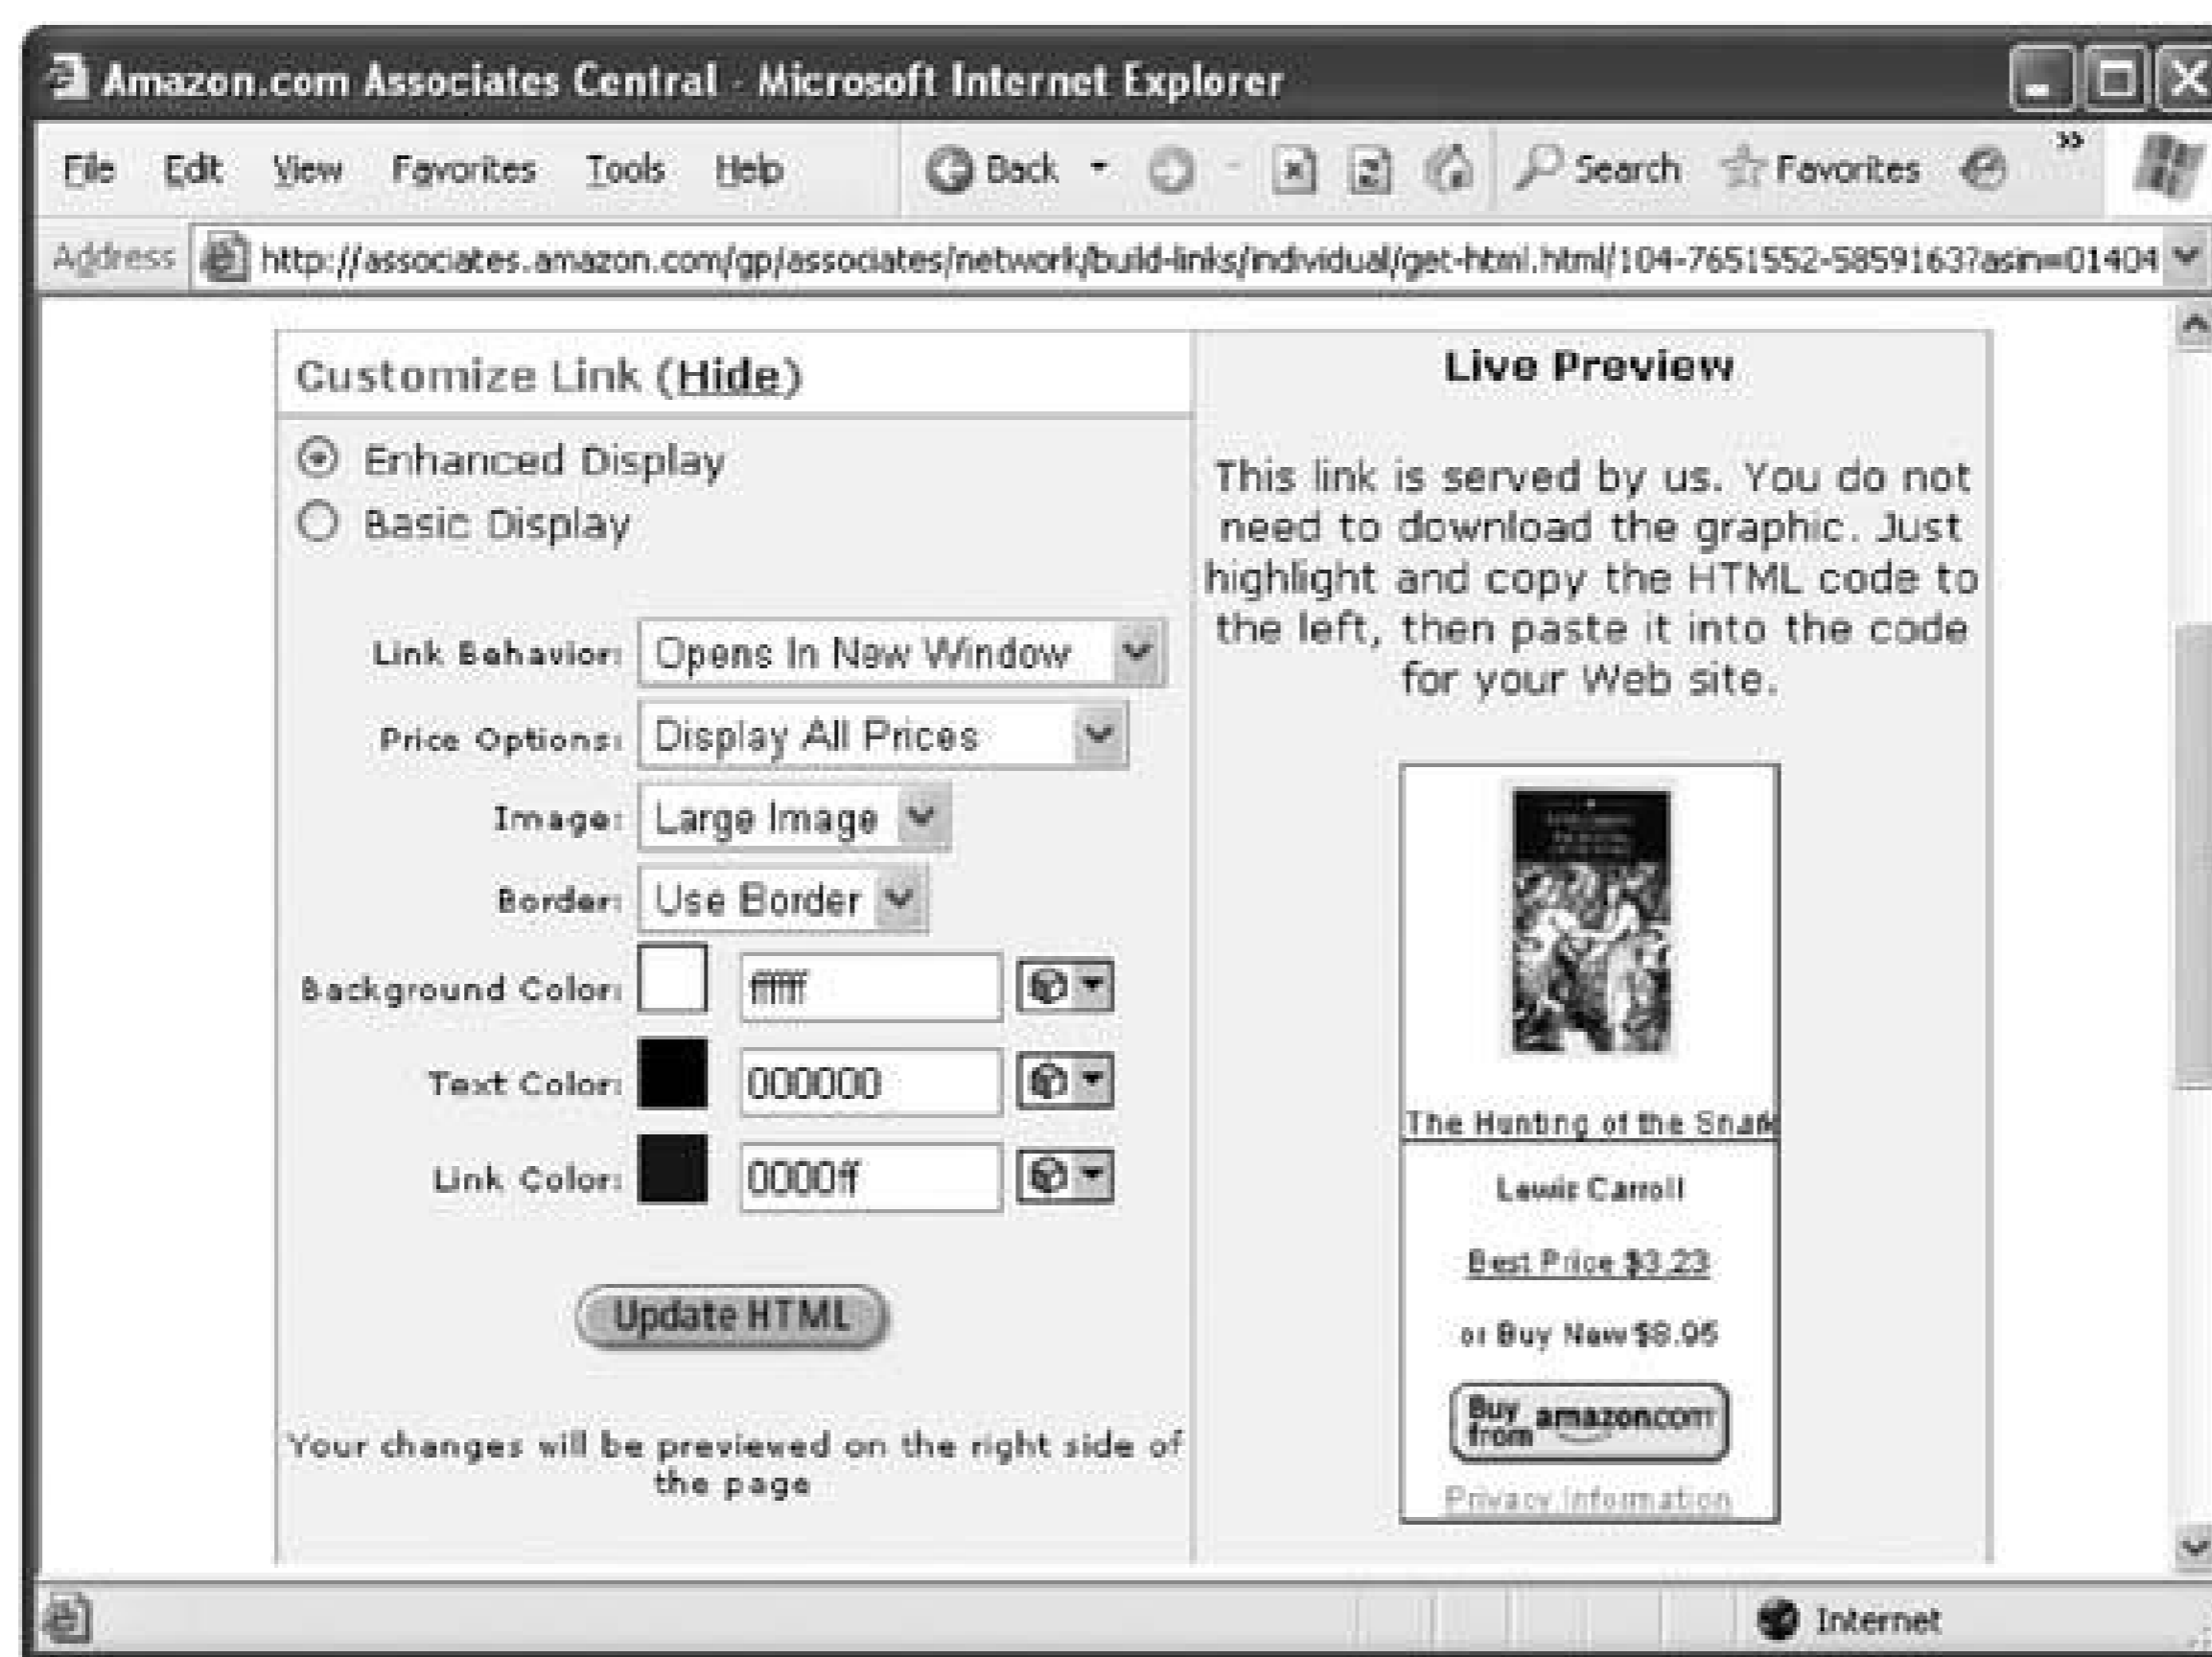 Amazon.com Associates Central - Microsoft Internet Explorer
File Edit View Favorites Tools Help Back Search Favorites »
Address http://associates.amazon.com/gp/associates/network/build-links/individual/get-html.html/104-7651552-5859163?asin=01404
Customize Link (Hide)
Enhanced Display
Basic Display
Link Behavior: Opens In New Window
Price Options: Display All Prices
Image: Large Image
Border: Use Border
Background Color: ffffff
Text Color: 000000
Link Color: 0000ff
Update HTML
Your changes will be previewed on the right side of
the page
Live Preview
This link is served by us. You do not
need to download the graphic. Just
highlight and copy the HTML code to
the left, then paste it into the code
for your Web site.
The Hunting of the Snark
Lewis Carroll
Best Price $3.23
or Buy New $8.95
Buy
from amazon.com
Privacy Information
Internet